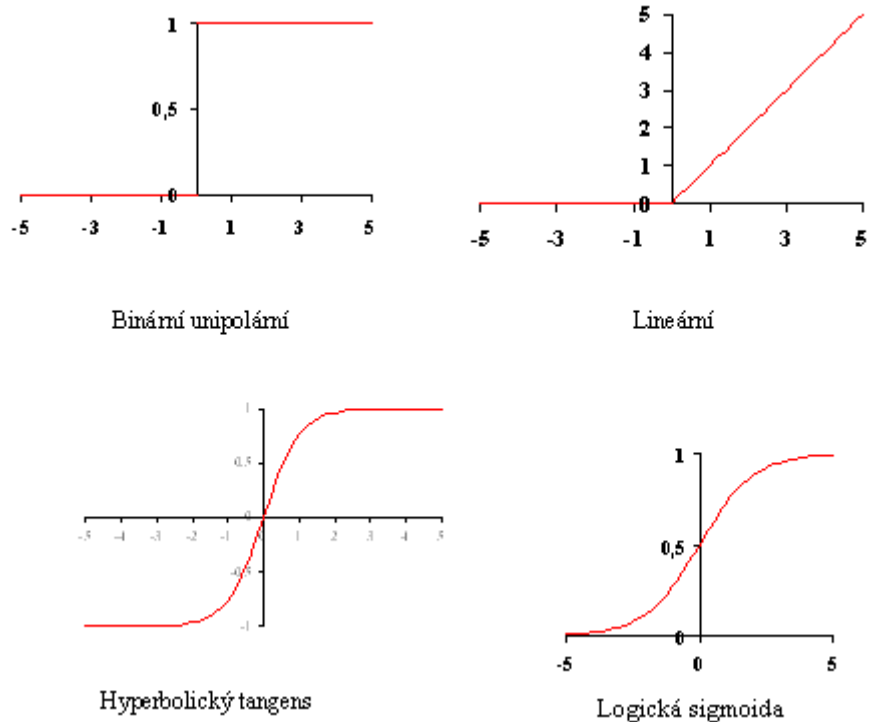 1
0,5
0
-5 -3 -1 1 3 5
Binární unipolární
5
4
3
2
1
0
-5 -3 -1 1 3 5
Lineární
1
0.5
0
-5 -4 -3 -2 -1 1 2 3 4 5
-0.5
-1
Hyperbolický tangens
1
0,5
0
-5 0 5
Logická sigmoida